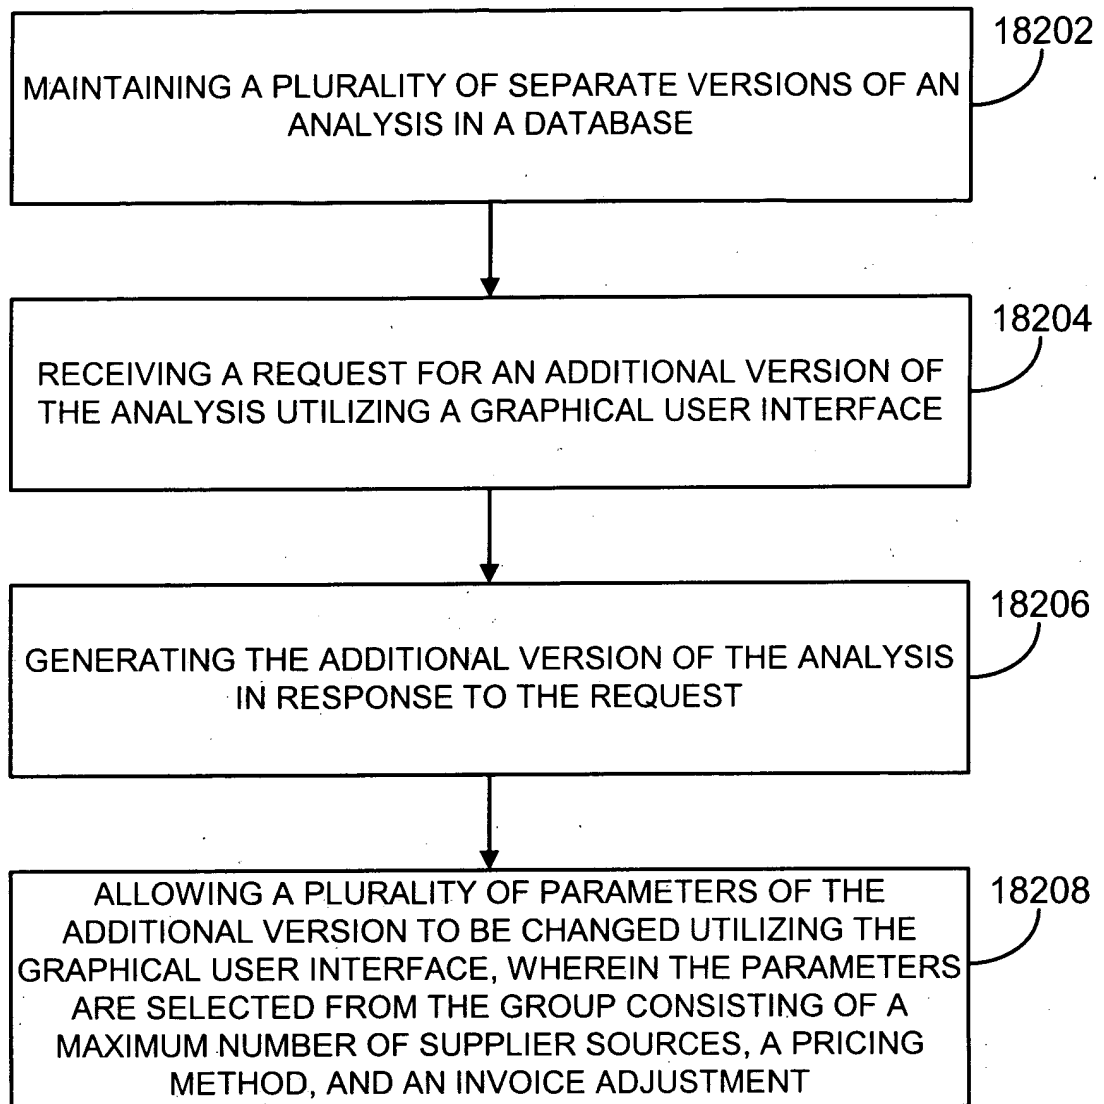 18202
MAINTAINING A PLURALITY OF SEPARATE VERSIONS OF AN
ANALYSIS IN A DATABASE
18204
RECEIVING A REQUEST FOR AN ADDITIONAL VERSION OF
THE ANALYSIS UTILIZING A GRAPHICAL USER INTERFACE
18206
GENERATING THE ADDITIONAL VERSION OF THE ANALYSIS
IN RESPONSE TO THE REQUEST
18208
ALLOWING A PLURALITY OF PARAMETERS OF THE
ADDITIONAL VERSION TO BE CHANGED UTILIZING THE
GRAPHICAL USER INTERFACE, WHEREIN THE PARAMETERS
ARE SELECTED FROM THE GROUP CONSISTING OF A
MAXIMUM NUMBER OF SUPPLIER SOURCES, A PRICING
METHOD, AND AN INVOICE ADJUSTMENT